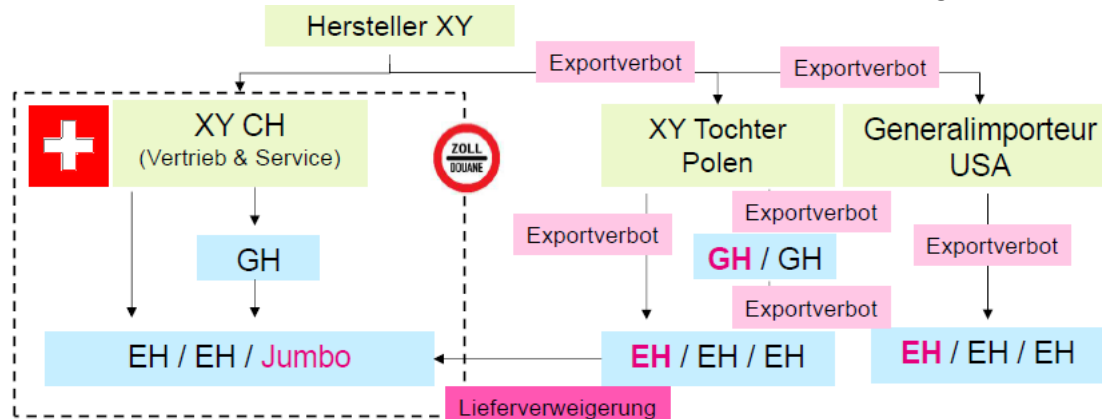 Hersteller XY
Exportverbot
Exportverbot
XY CH
(Vertrieb & Service)
ZOLL
DOUANE
XY Tochter
Polen
Generalimporteur
USA
Exportverbot
Exportverbot
Exportverbot
GH
GH / GH
Exportverbot
EH / EH / Jumbo
EH / EH / EH
EH / EH / EH
Lieferverweigerung